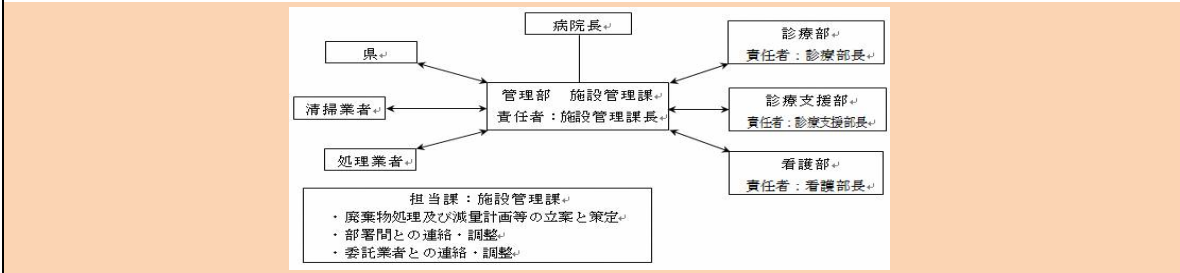 病院長
県
清掃業者
処理業者
管理部　施設管理課
責任者：施設管理課長
診療部
責任者：診療部長
診療支援部
責任者：診療支援部長
看護部
責任者：看護部長
担当課：施設管理課
・廃棄物処理及び減量計画等の立案と策定
・部署間との連絡・調整
・委託業者との連絡・調整